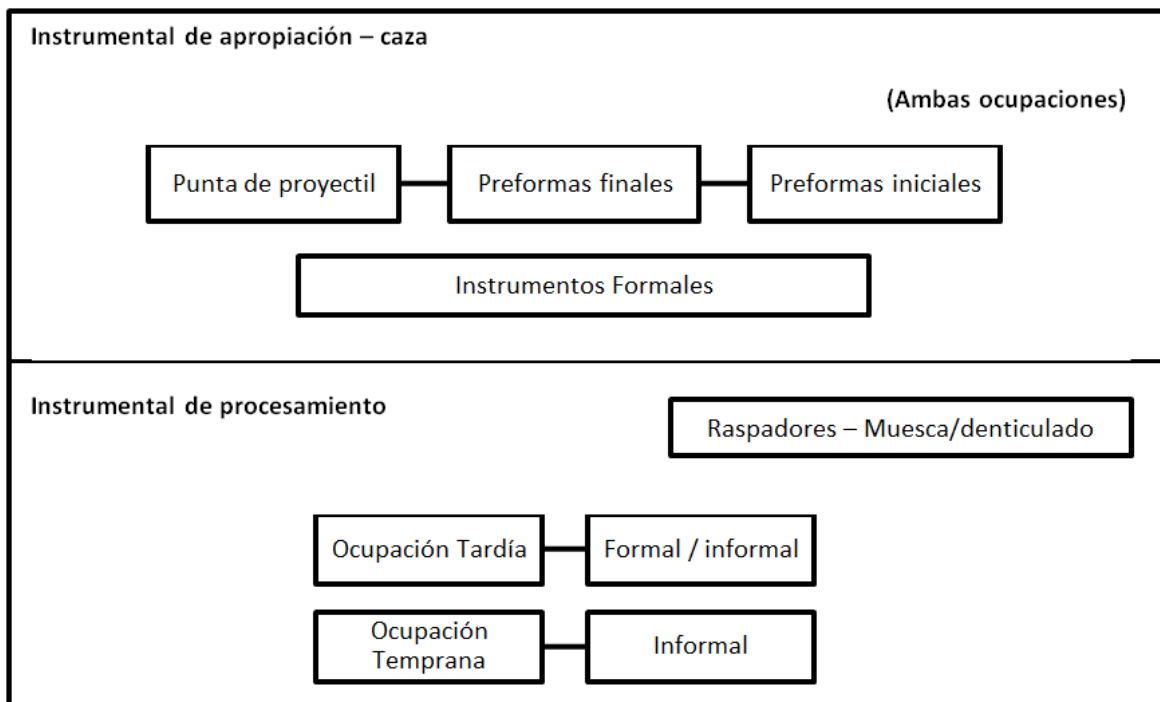 Instrumental de apropiación – caza
(Ambas ocupaciones)
Punta de proyectil
Preformas finales
Preformas iniciales
Instrumentos Formales
Instrumental de procesamiento
Raspadores – Muesca/denticulado
Ocupación Tardía
Formal / informal
Ocupación
Temprana
Informal